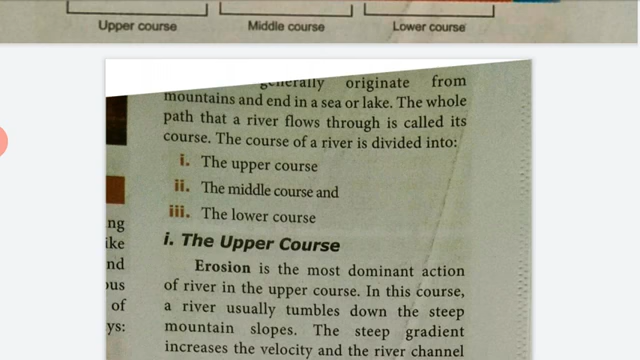 Upper course
Middle course
Lower course
generally originate from
mountains and end in a sea or lake. The whole
path that a river flows through is called its
course. The course of a river is divided into:
i. The upper course
ii. The middle course and
iii. The lower course
i. The Upper Course
Erosion is the most dominant action
of river in the upper course. In this course,
a river usually tumbles down the steep
mountain slopes. The steep gradient
increases the velocity and the river channel
ng
ike
nd
ous
of
ys: